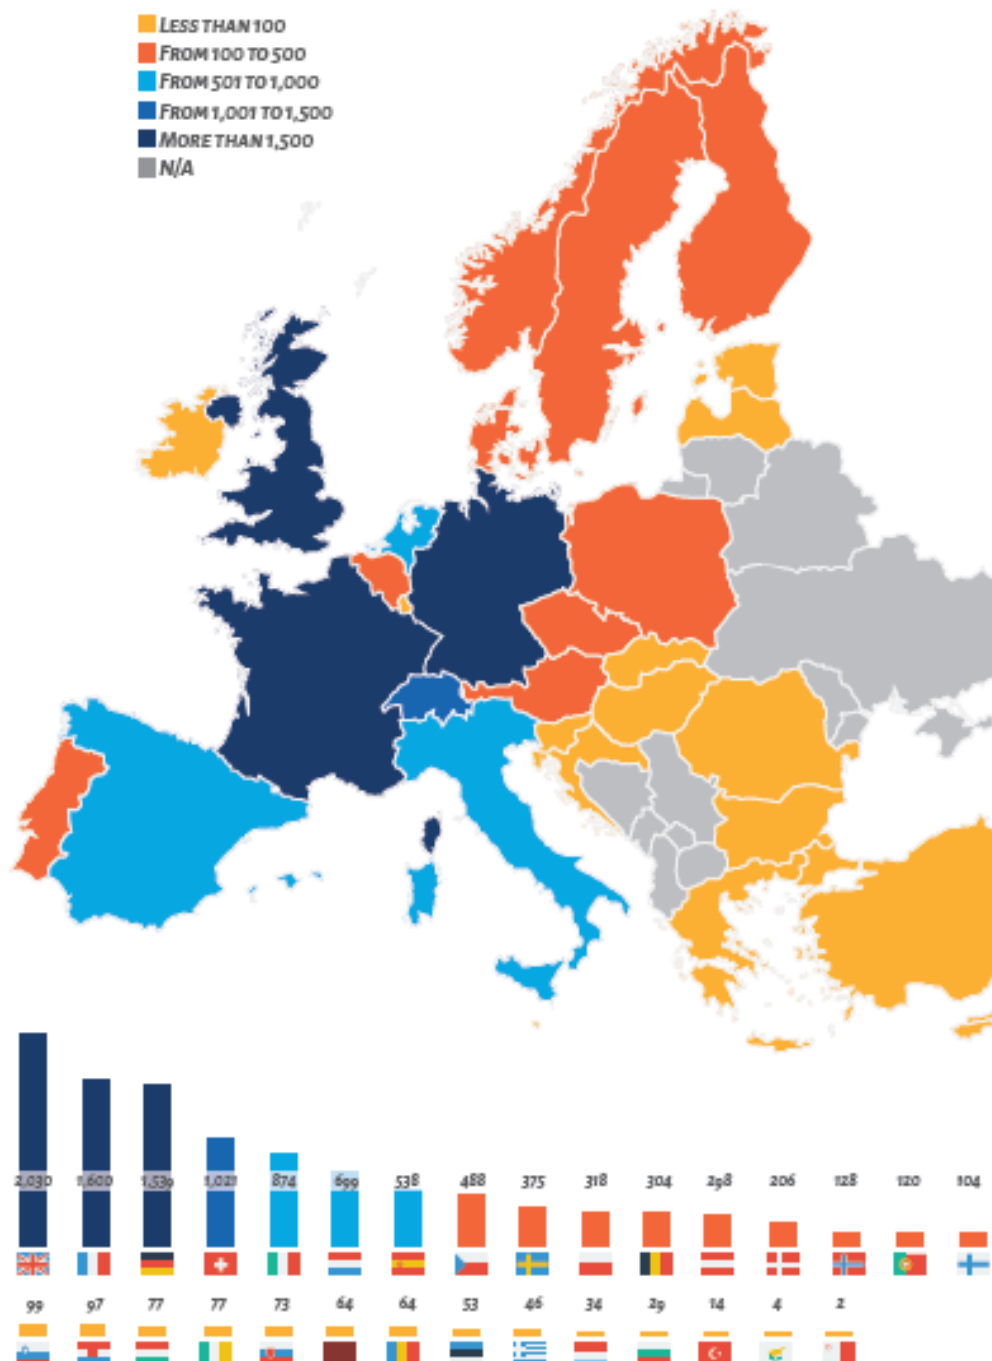 Less than 100
From 100 to 500
From 501 to 1,000
From 1,001 to 1,500
More than 1,500
N/A
2,030 1,600 1,539 1,021 874 699 538 488 375 318 304 298 206 128 120 104
99 97 77 77 73 64 64 53 46 34 29 14 4 2